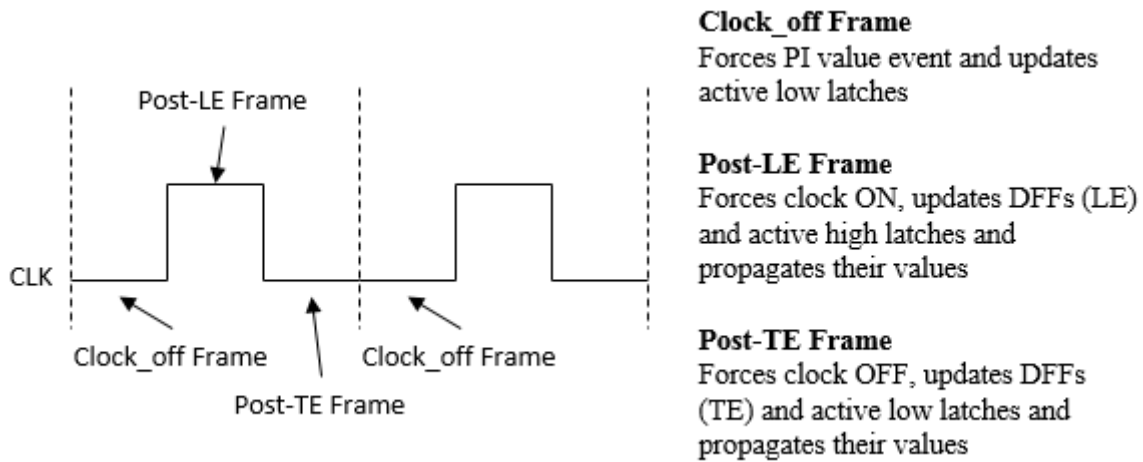 Post-LE Frame
CLK
Clock_off Frame
Clock_off Frame
Post-TE Frame
Clock_off Frame
Forces PI value event and updates
active low latches
Post-LE Frame
Forces clock ON, updates DFFs (LE)
and active high latches and
propagates their values
Post-TE Frame
Forces clock OFF, updates DFFs
(TE) and active low latches and
propagates their values